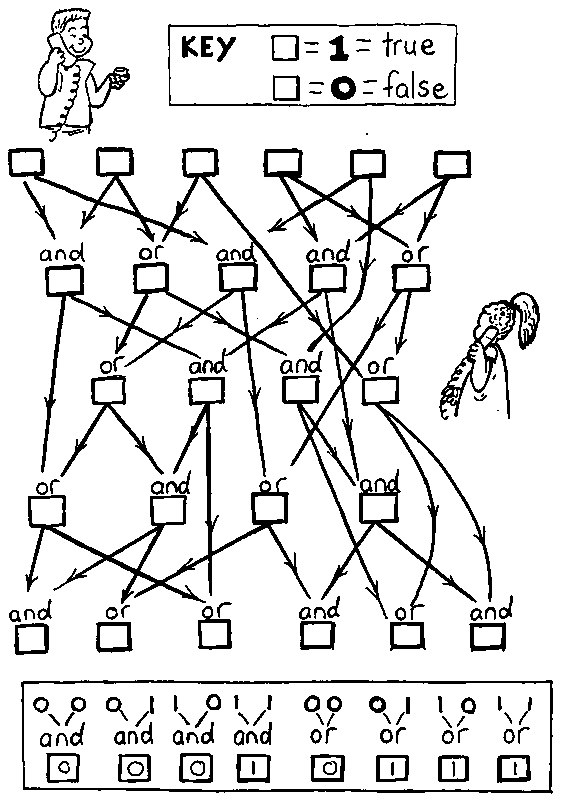 KEY = 1 = true
= 0 = false
and or and and or
or and and or
or and or and
and or or and or and
0 0 0 1 1 0 1 1 0 0 0 1 1 0 1 1
and and and and or or or or
0 0 0 1 0 1 1 1